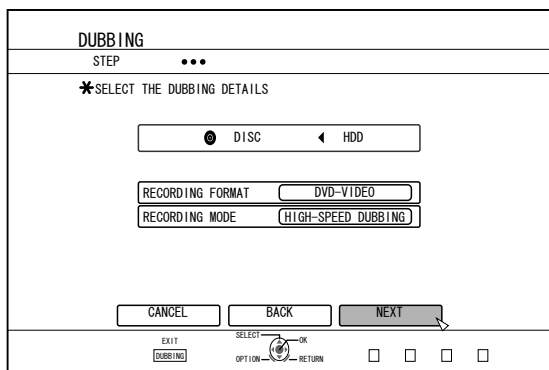 DUBBING
STEP •••
*SELECT THE DUBBING DETAILS
DISC ◀ HDD
RECORDING FORMAT DVD-VIDEO
RECORDING MODE HIGH-SPEED DUBBING
CANCEL BACK NEXT
EXIT SELECT OK
DUBBING OPTION RETURN